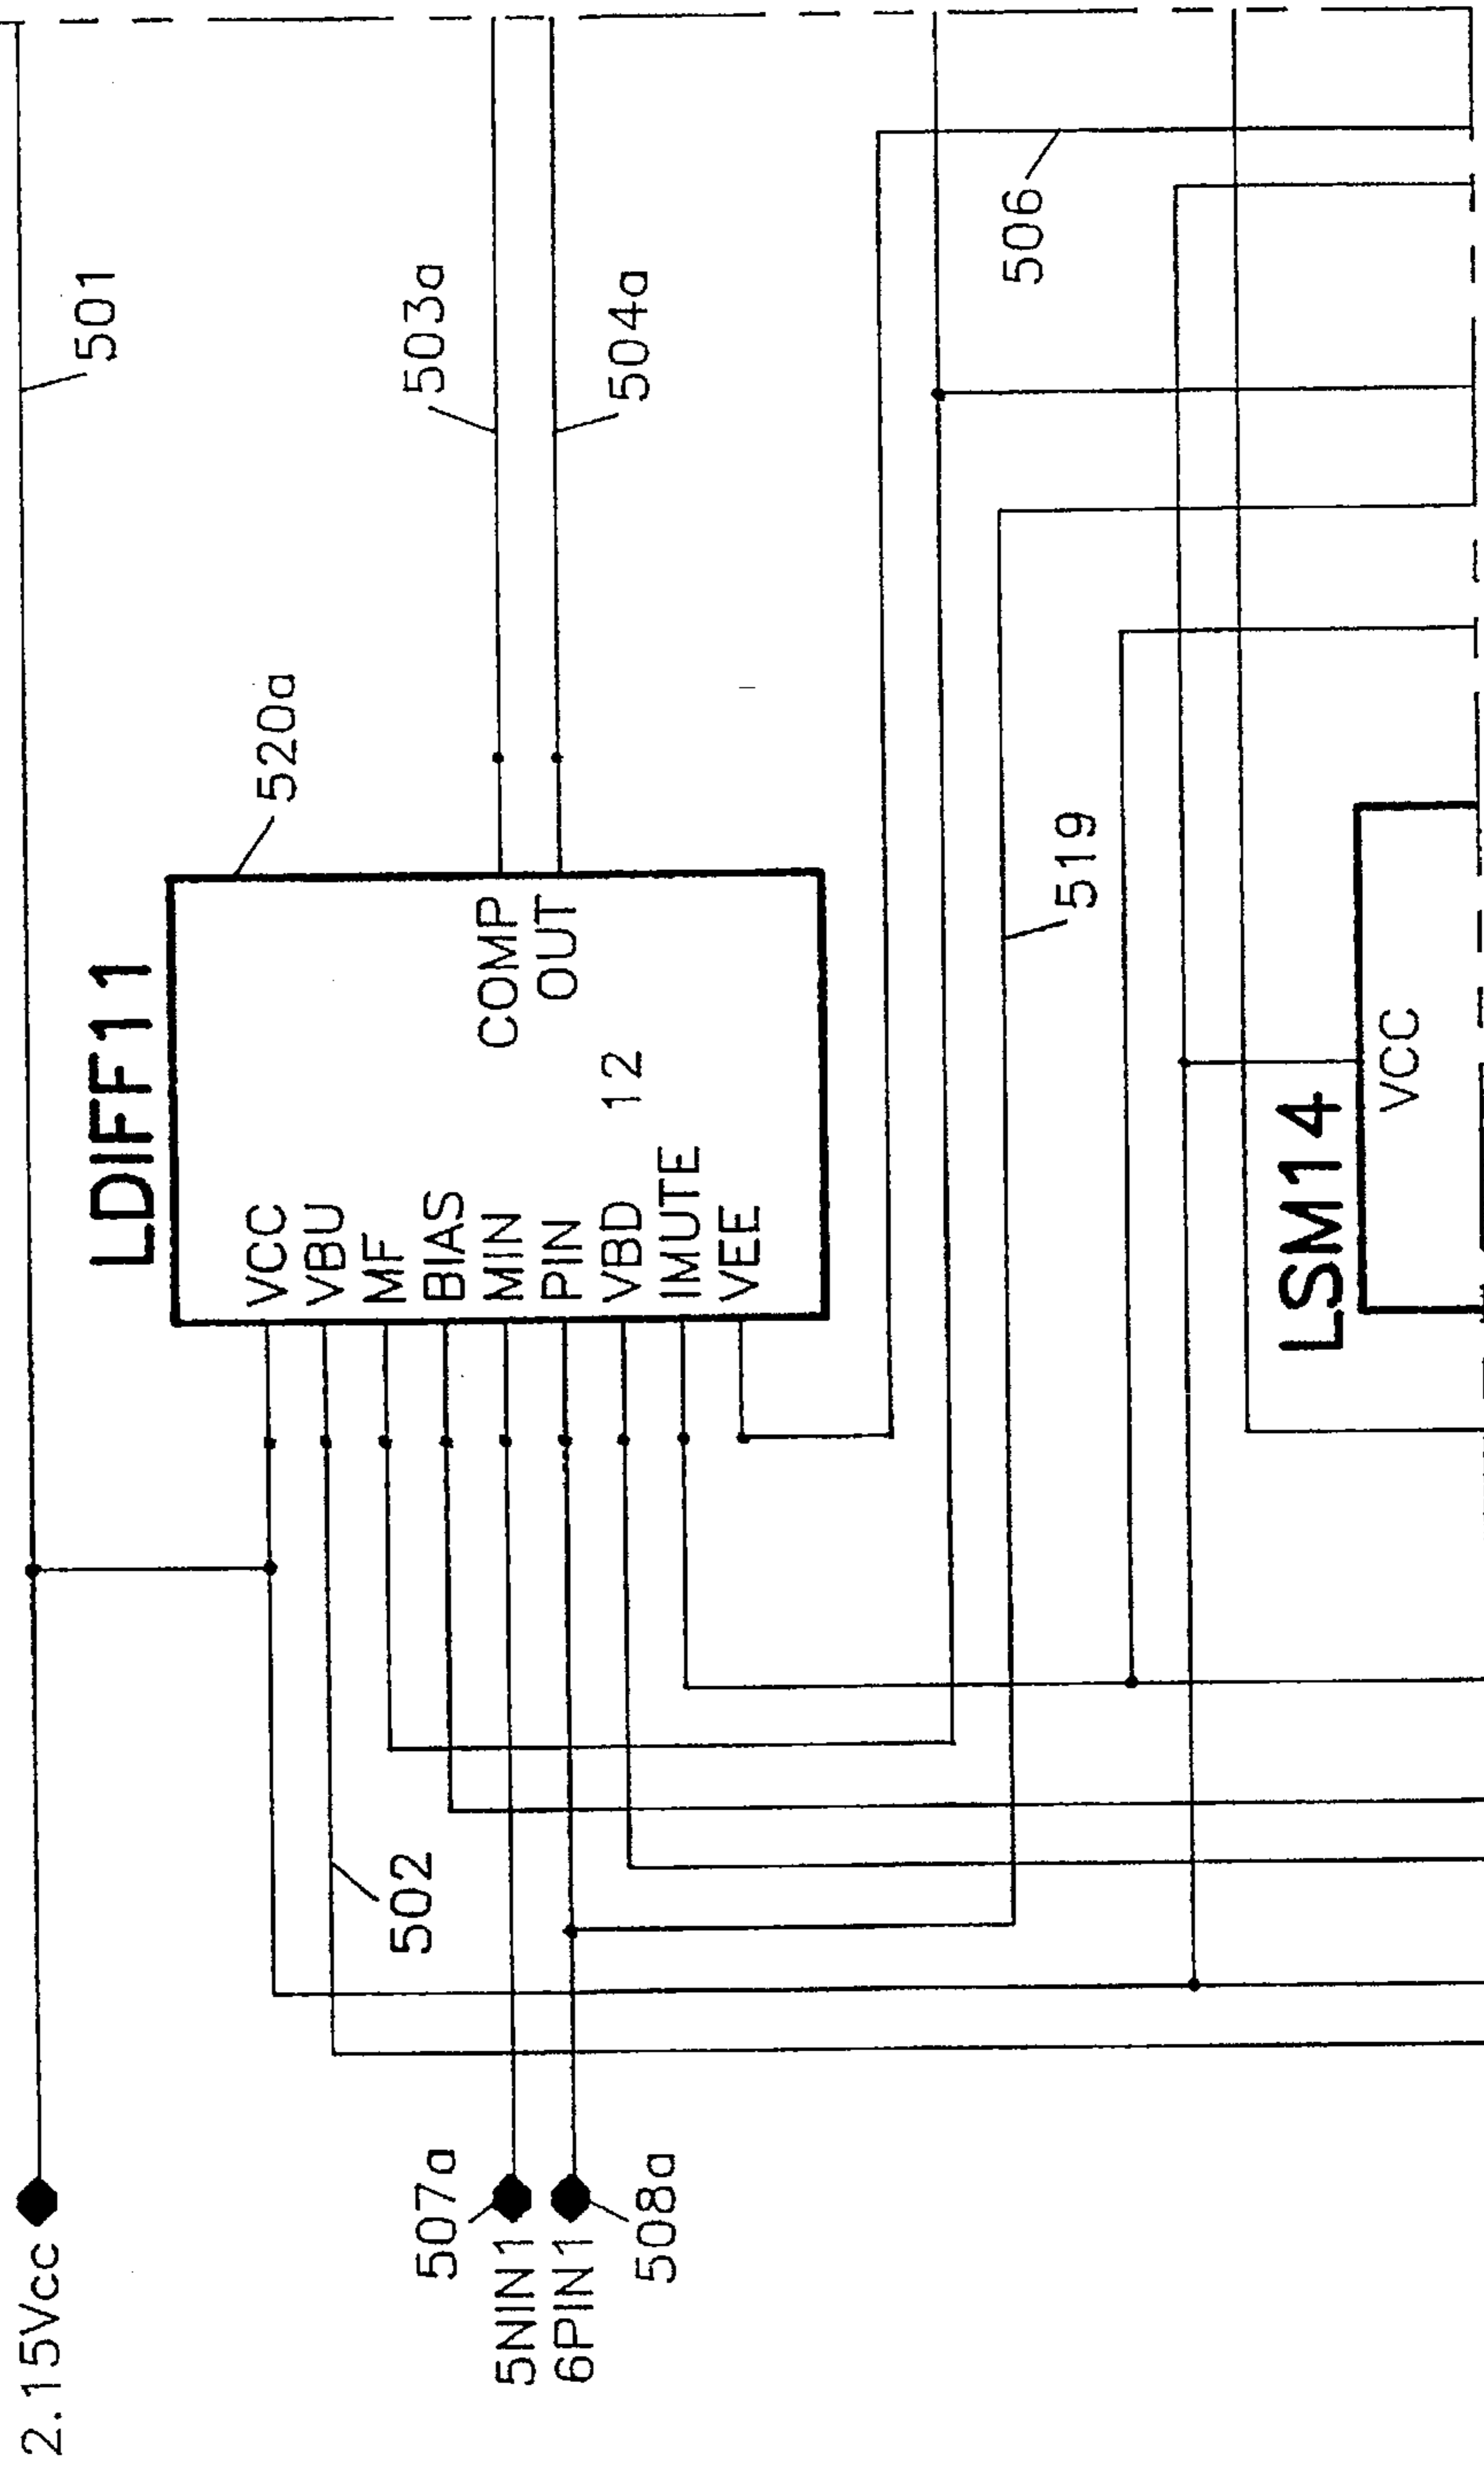 2.15Vcc
501
LDIFF11
520a
VCC
VBU
MF
BIAS
MIN
PIN
VBD
IMUTE
VEE
COMP
OUT
12
503a
504a
502
507a
5NIN1
6PIN1
508a
506
519
LSM14
VCC